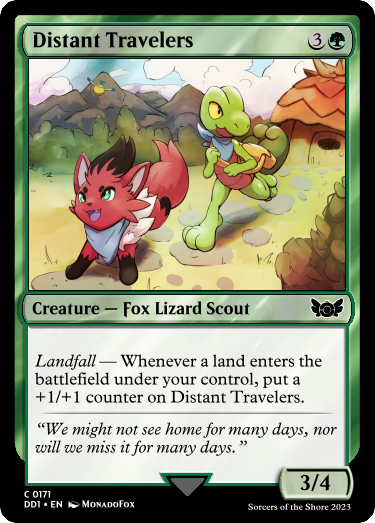 Distant Travelers 3
Creature — Fox Lizard Scout
Landfall — Whenever a land enters the
battlefield under your control, put a
+1/+1 counter on Distant Travelers.
“We might not see home for many days, nor
will we miss it for many days.”
3/4
C 0171
DD1 • EN MonadoFox
Sorcers of the Shore 2023